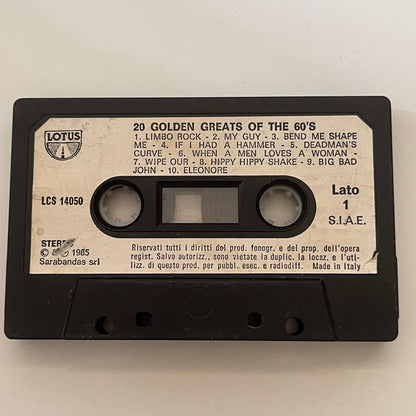 LOTUS
20 GOLDEN GREATS OF THE 60'S
1. LIMBO ROCK - 2. MY GUY - 3. BEND ME SHAPE
ME - 4. IF I HAD A HAMMER - 5. DEADMAN'S
CURVE - 6. WHEN A MEN LOVES A WOMAN -
7. WIPE OUR - 8. HIPPY HIPPY SHAKE - 9. BIG BAD
JOHN - 10. ELEONORE
LCS 14050
Lato
1
S.I.A.E.
STEREO
© 1985
Sarabandas srl
Riservati tutti i diritti del prod. fonogr. e del prop. dell'opera
regist. Salvo autorizz., sono vietate la duplic. la locaz. e l'uti-
lizz. di questo prod. per pubbl. esec. e radiodiff. - Made in Italy